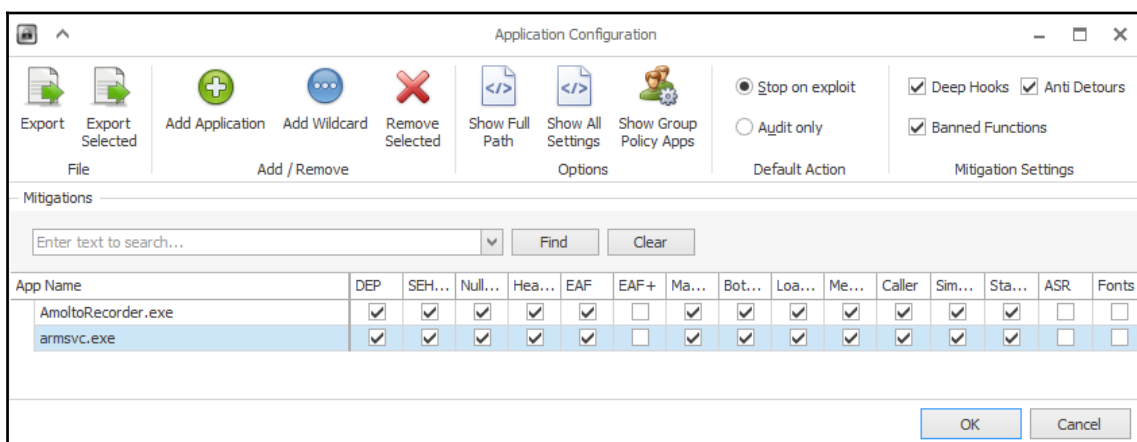 Application Configuration
Export
Export Selected
File
Add Application
Add Wildcard
Remove Selected
Add / Remove
Show Full Path
Show All Settings
Show Group Policy Apps
Options
Stop on exploit
Audit only
Default Action
Deep Hooks Anti Detours
Banned Functions
Mitigation Settings
Mitigations
Enter text to search... Find Clear
App Name DEP SEH... Null... Hea... EAF EAF+ Ma... Bot... Loa... Me... Caller Sim... Sta... ASR Fonts
AmoltoRecorder.exe
armsvc.exe
OK Cancel